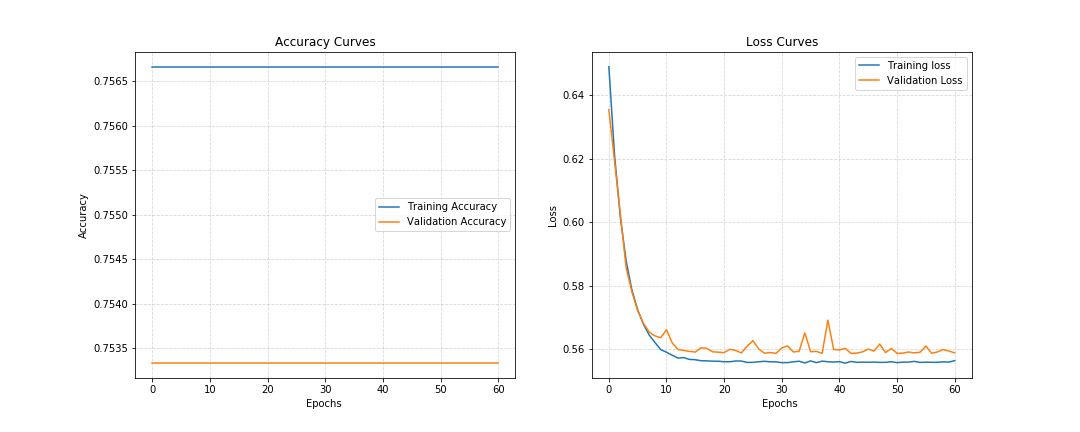 Accuracy Curves
0.7565
0.7560
0.7555
0.7550
0.7545
0.7540
0.7535
Accuracy
Training Accuracy
Validation Accuracy
0 10 20 30 40 50 60
Epochs
Loss Curves
0.64
0.62
0.60
0.58
0.56
Loss
Training loss
Validation Loss
0 10 20 30 40 50 60
Epochs